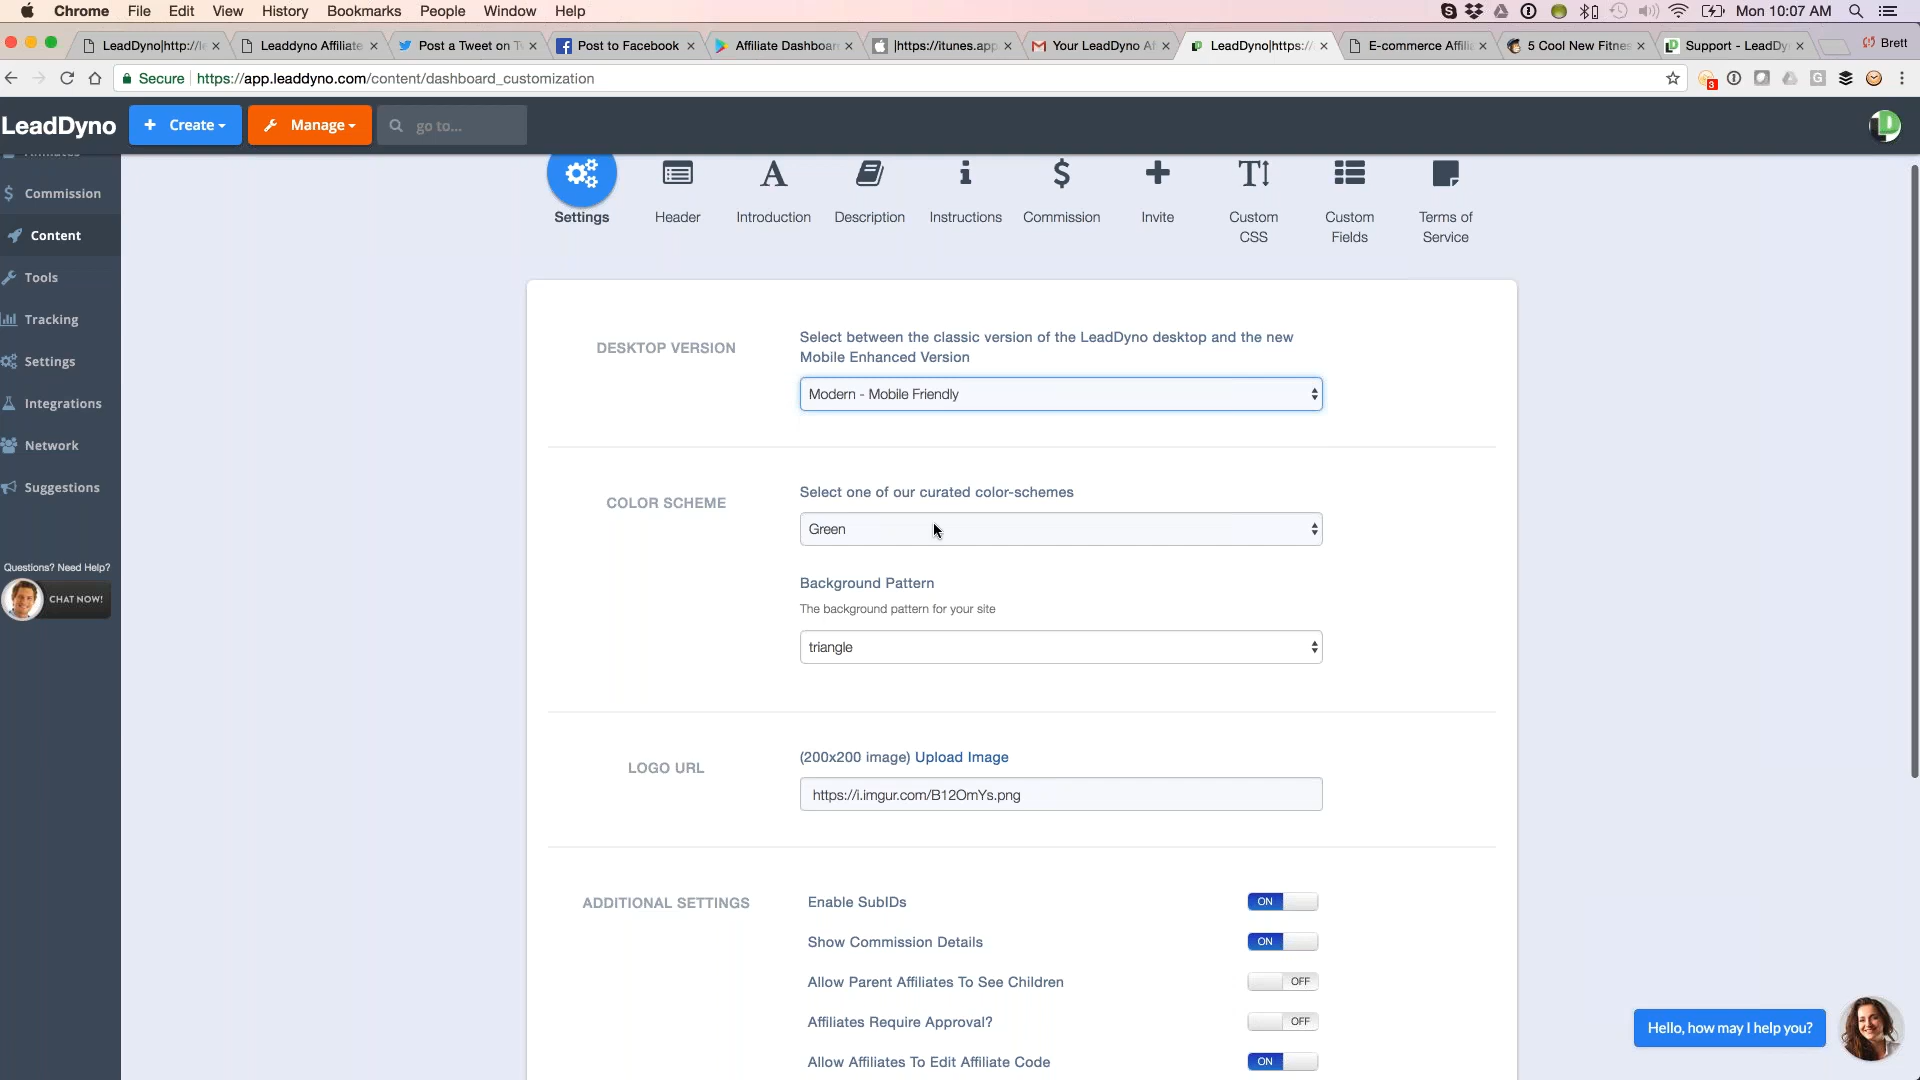 Chrome File Edit View History Bookmarks People Window Help Mon 10:07 AM
LeadDyno|http://l
Leaddyno Affiliate
Post a Tweet on T
Post to Facebook
Affiliate Dashboar
|https://itunes.app
Your LeadDyno Af
LeadDyno|https:/
E-commerce Affilia
5 Cool New Fitnes
Support - LeadDy
Brett
Secure https://app.leaddyno.com/content/dashboard_customization
3
LeadDyno
Create
Manage
go to...
Commission
Content
Tools
Tracking
Settings
Integrations
Network
Suggestions
Questions? Need Help?
CHAT NOW!
Settings
Header
Introduction
Description
Instructions
Commission
Invite
Custom
CSS
Custom
Fields
Terms of
Service
DESKTOP VERSION
Select between the classic version of the LeadDyno desktop and the new
Mobile Enhanced Version
Modern - Mobile Friendly
COLOR SCHEME
Select one of our curated color-schemes
Green
Background Pattern
The background pattern for your site
triangle
LOGO URL
(200x200 image) Upload Image
https://i.imgur.com/B12OmYs.png
ADDITIONAL SETTINGS
Enable SubIDs ON
Show Commission Details ON
Allow Parent Affiliates To See Children OFF
Affiliates Require Approval? OFF
Allow Affiliates To Edit Affiliate Code ON
Hello, how may I help you?